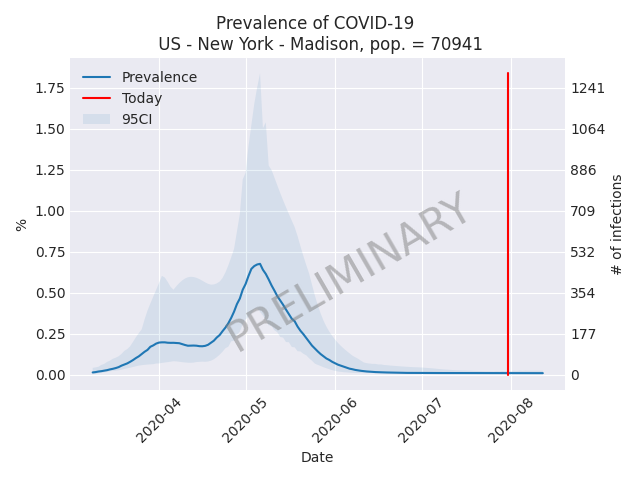 Prevalence of COVID-19
US - New York - Madison, pop. = 70941
Prevalence
Today
95CI
1.75
1.50
1.25
1.00
0.75
0.50
0.25
0.00
%
1241
1064
886
709
532
354
177
0
# of infections
PRELIMINARY
2020-04
2020-05
2020-06
2020-07
2020-08
Date